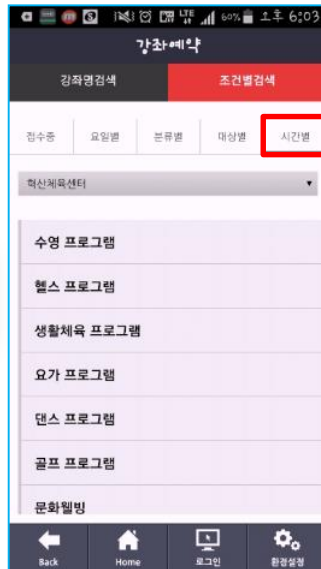 LTE 60% 오후 6:03
강좌예약
강좌명검색 조건별검색
접수중 요일별 분류별 대상별 시간별
혁신체육센터
수영 프로그램
헬스 프로그램
생활체육 프로그램
요가 프로그램
댄스 프로그램
골프 프로그램
문화웰빙
Back Home 로그인 환경설정